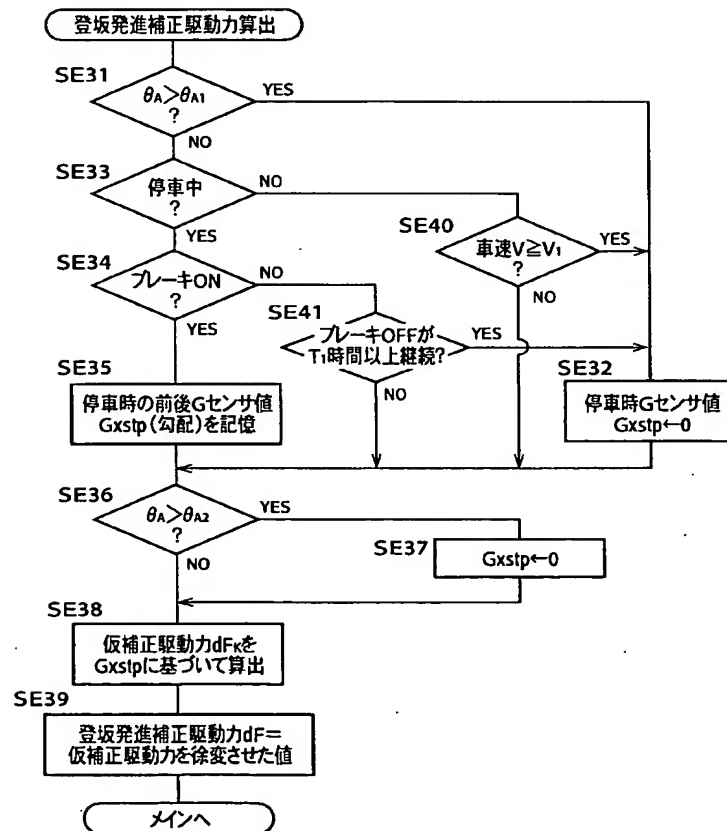 登坂発進補正駆動力算出
SE31
θA>θA1
?
YES
NO
SE33
停車中
?
NO
YES
SE40
車速V≧V1
?
YES
NO
SE34
ブレーキON
?
NO
YES
SE41
ブレーキOFFが
T1時間以上継続?
YES
NO
SE35
停車時の前後Gセンサ値
Gxstp(勾配)を記憶
SE32
停車時Gセンサ値
Gxstp←0
SE36
θA>θA2
?
YES
NO
SE37
Gxstp←0
SE38
仮補正駆動力dFKを
Gxstpに基づいて算出
SE39
登坂発進補正駆動力dF=
仮補正駆動力を徐変させた値
メインへ